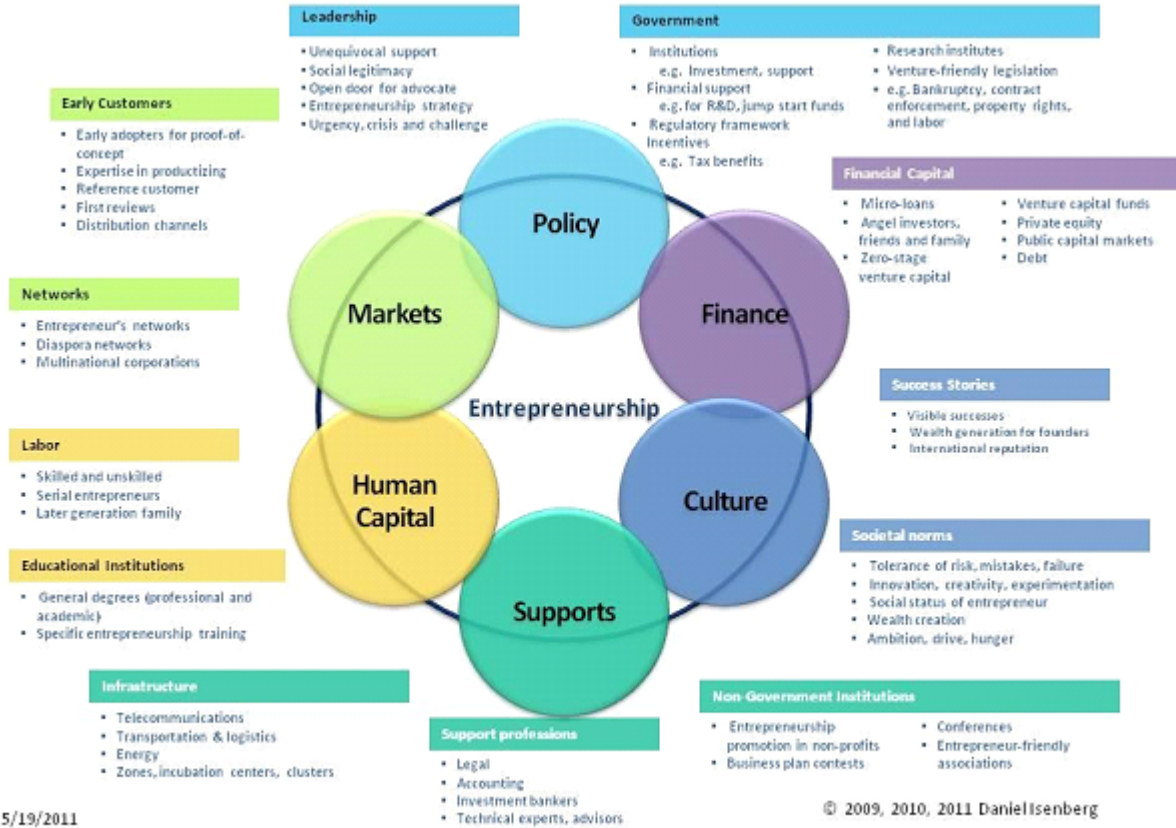 Leadership
• Unequivocal support
• Social legitimacy
• Open door for advocate
• Entrepreneurship strategy
• Urgency, crisis and challenge
Government
• Institutions
e.g. Investment, support
• Financial support
e.g. for R&D, jump start funds
• Regulatory framework
Incentives
e.g. Tax benefits
• Research institutes
• Venture-friendly legislation
• e.g. Bankruptcy, contract
enforcement, property rights,
and labor
Early Customers
• Early adopters for proof-of-
concept
• Expertise in productizing
• Reference customer
• First reviews
• Distribution channels
Financial Capital
• Micro-loans
• Angel investors,
friends and family
• Zero-stage
venture capital
• Venture capital funds
• Private equity
• Public capital markets
• Debt
Policy
Markets
Finance
Networks
• Entrepreneur's networks
• Diaspora networks
• Multinational corporations
Entrepreneurship
Success Stories
• Visible successes
• Wealth generation for founders
• International reputation
Labor
• Skilled and unskilled
• Serial entrepreneurs
• Later generation family
Human
Capital
Culture
Supports
Societal norms
• Tolerance of risk, mistakes, failure
• Innovation, creativity, experimentation
• Social status of entrepreneur
• Wealth creation
• Ambition, drive, hunger
Educational Institutions
• General degrees (professional and
academic)
• Specific entrepreneurship training
Infrastructure
• Telecommunications
• Transportation & logistics
• Energy
• Zones, incubation centers, clusters
Support professions
• Legal
• Accounting
• Investment bankers
• Technical experts, advisors
Non-Government Institutions
• Entrepreneurship
promotion in non-profits
• Business plan contests
• Conferences
• Entrepreneur-friendly
associations
5/19/2011
© 2009, 2010, 2011 Daniel Isenberg